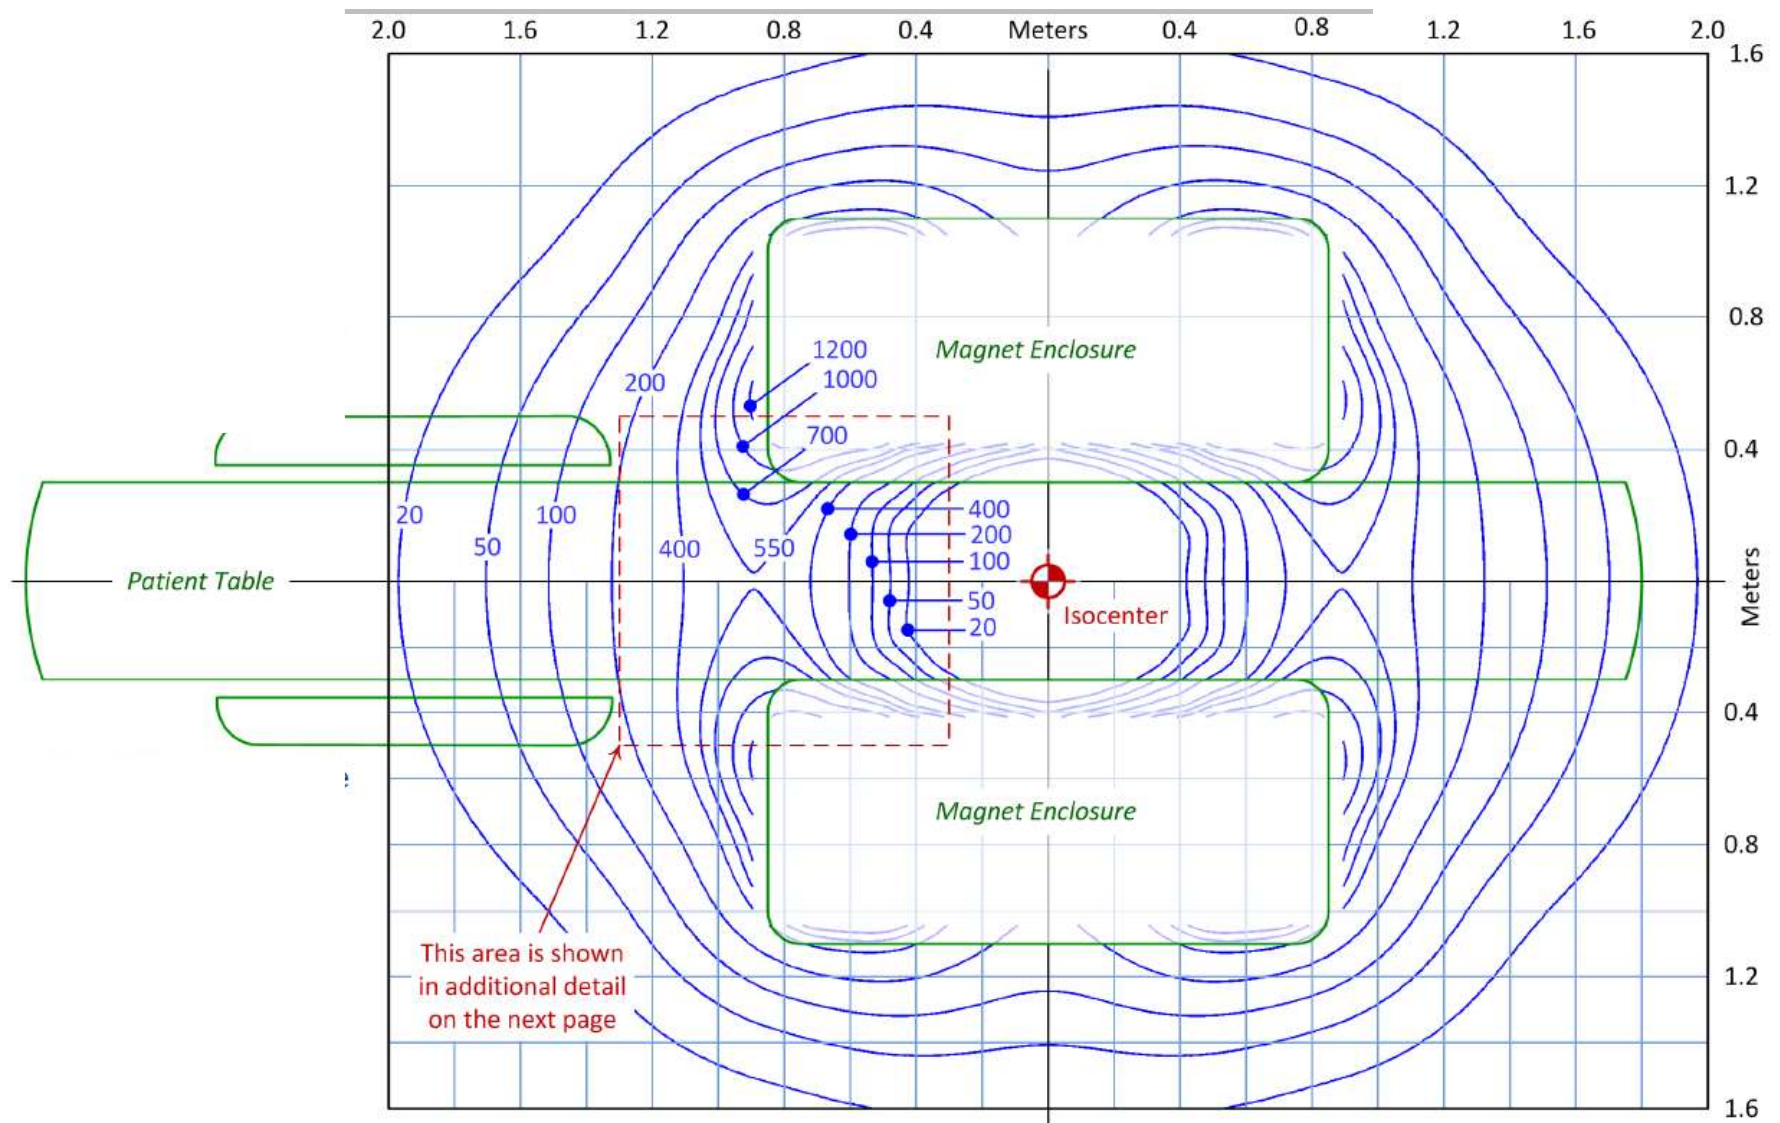 2.0 1.6 1.2 0.8 0.4 Meters 0.4 0.8 1.2 1.6 2.0
1.6
1.2
0.8
Magnet Enclosure
1200
1000
200
700
0.4
20
50
100
400
550
400
200
100
50
20
Patient Table
Isocenter
Meters
0.4
Magnet Enclosure
0.8
This area is shown
in additional detail
on the next page
1.2
1.6